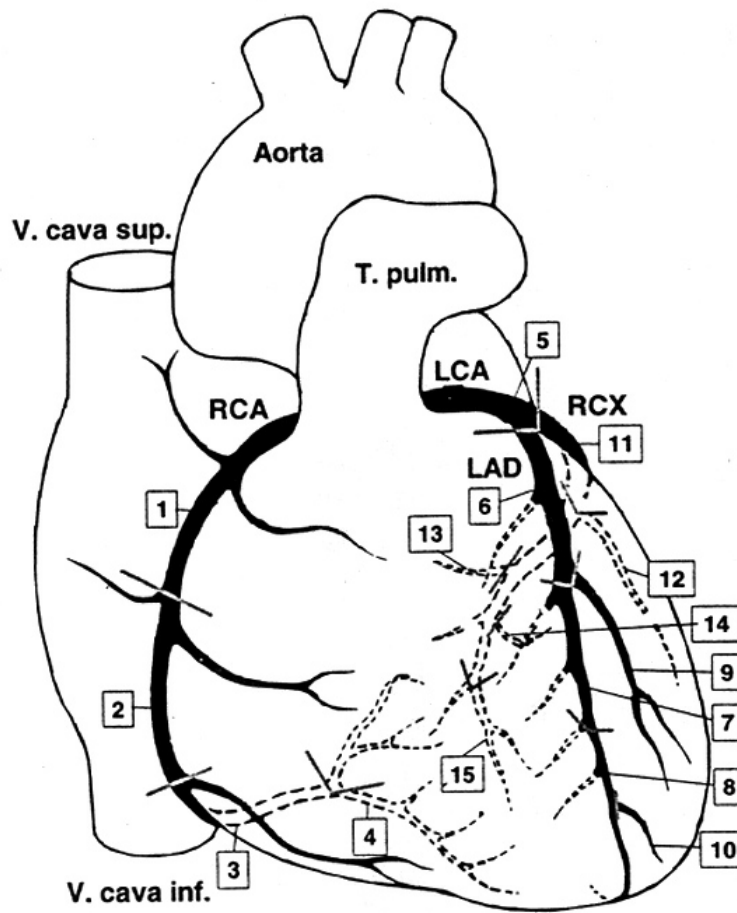 Aorta
V. cava sup.
T. pulm.
5
LCA
RCA
RCX
11
LAD
6
1
13
12
14
9
2
7
15
8
4
10
3
V. cava inf.